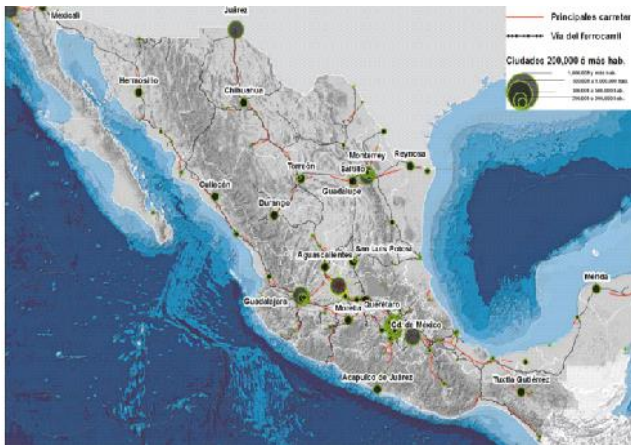 Mexicali
Juárez
Principales carreter
Vía del ferrocarril
Ciudades 200,000 ó más hab.
Hermosillo
Chihuahua
Monterrey
Reynosa
Torreón
Saltillo
Guadalupe
Culiacán
Durango
San Luis Potosí
Aguascalientes
Mérida
Guadalajara
Querétaro
Morelia
Cd. de México
Acapulco de Juárez
Tuxtla Gutiérrez